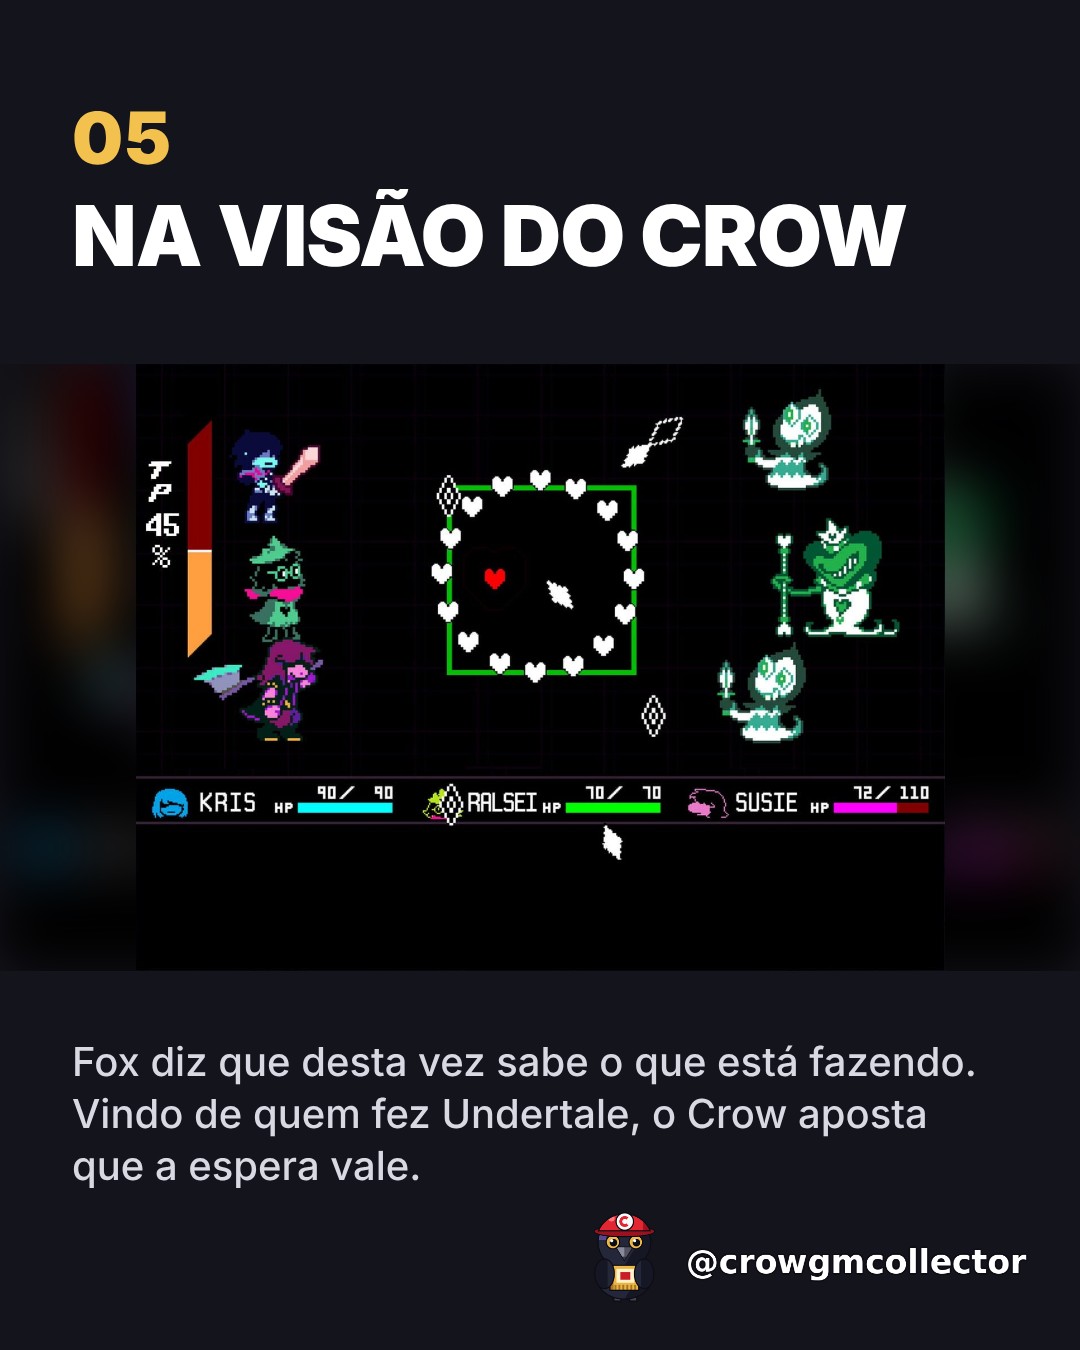 05
NA VISÃO DO CROW
T
P
45
%
KRIS HP 90/ 90
RALSEI HP 70/ 70
SUSIE HP 72/ 110
Fox diz que desta vez sabe o que está fazendo.
Vindo de quem fez Undertale, o Crow aposta
que a espera vale.
C
@crowgmcollector